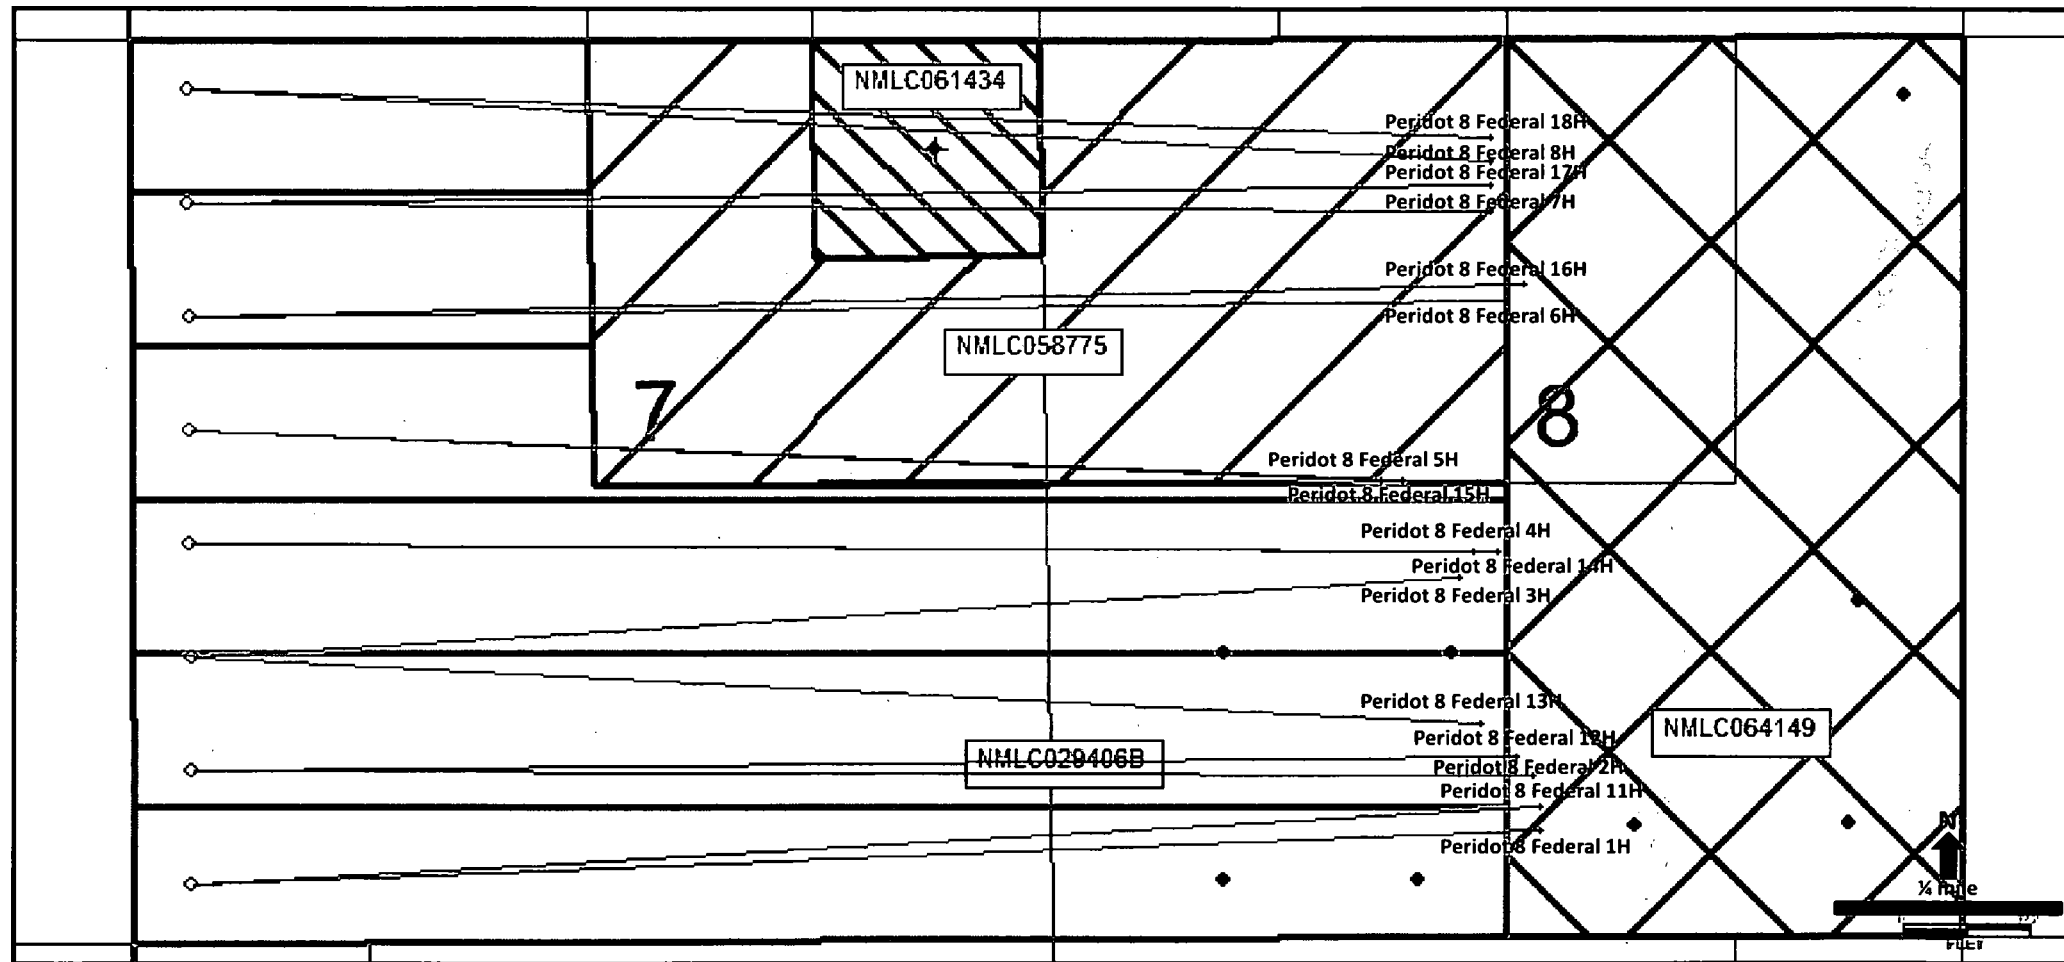 NMLC061434
Peridot 8 Federal 18H
Peridot 8 Federal 8H
Peridot 8 Federal 17H
Peridot 8 Federal 7H
Peridot 8 Federal 16H
Peridot 8 Federal 6H
NMLC058775
7
8
Peridot 8 Federal 5H
Peridot 8 Federal 15H
Peridot 8 Federal 4H
Peridot 8 Federal 14H
Peridot 8 Federal 3H
Peridot 8 Federal 13H
NMLC064149
Peridot 8 Federal 12H
NMLC029406B
Peridot 8 Federal 2H
Peridot 8 Federal 11H
Peridot 8 Federal 1H
N
¼ mile
FEET